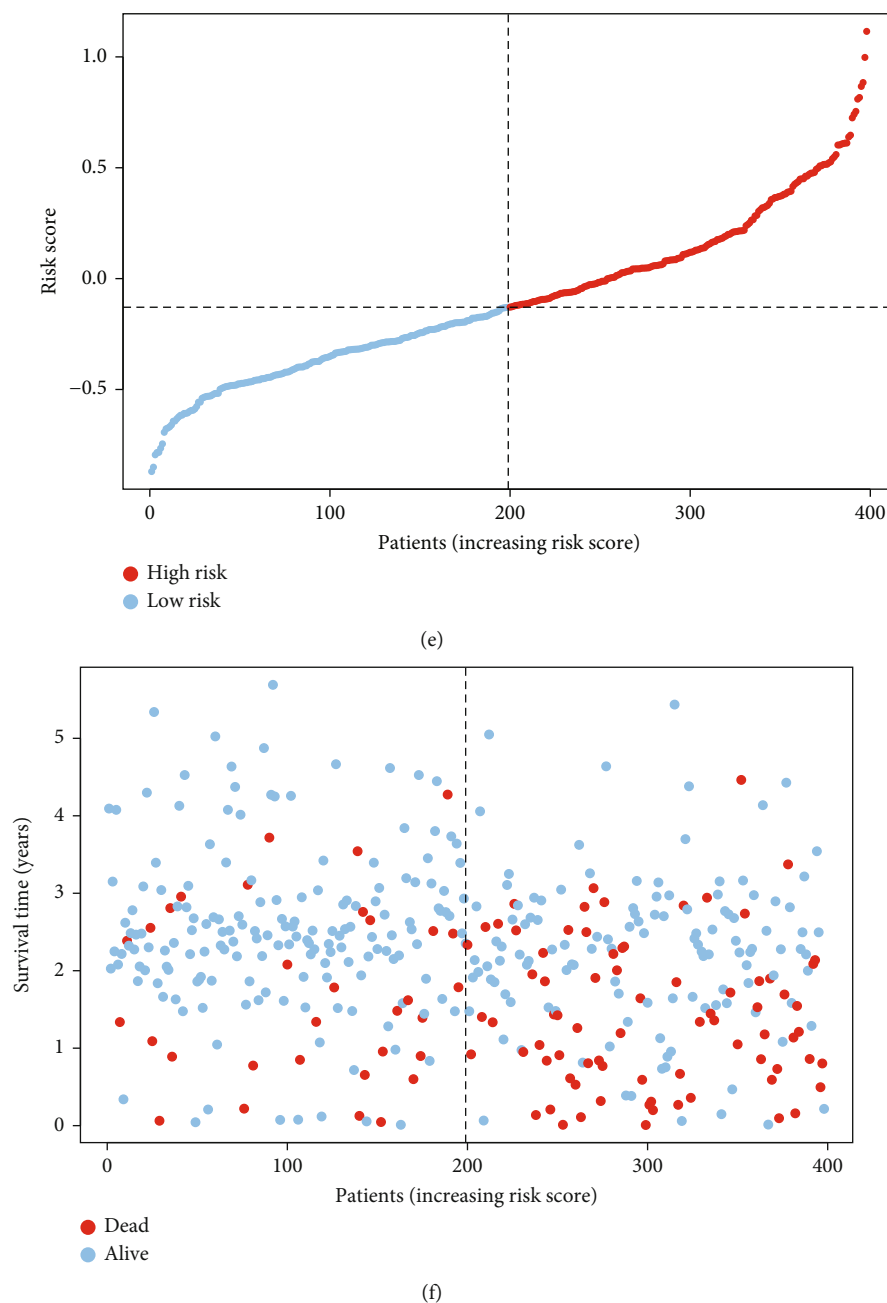 1.0
0.5
0.0
−0.5
Risk score
0
100
200
300
400
Patients (increasing risk score)
High risk
Low risk
(e)
5
4
3
2
1
0
Survival time (years)
0
100
200
300
400
Patients (increasing risk score)
Dead
Alive
(f)